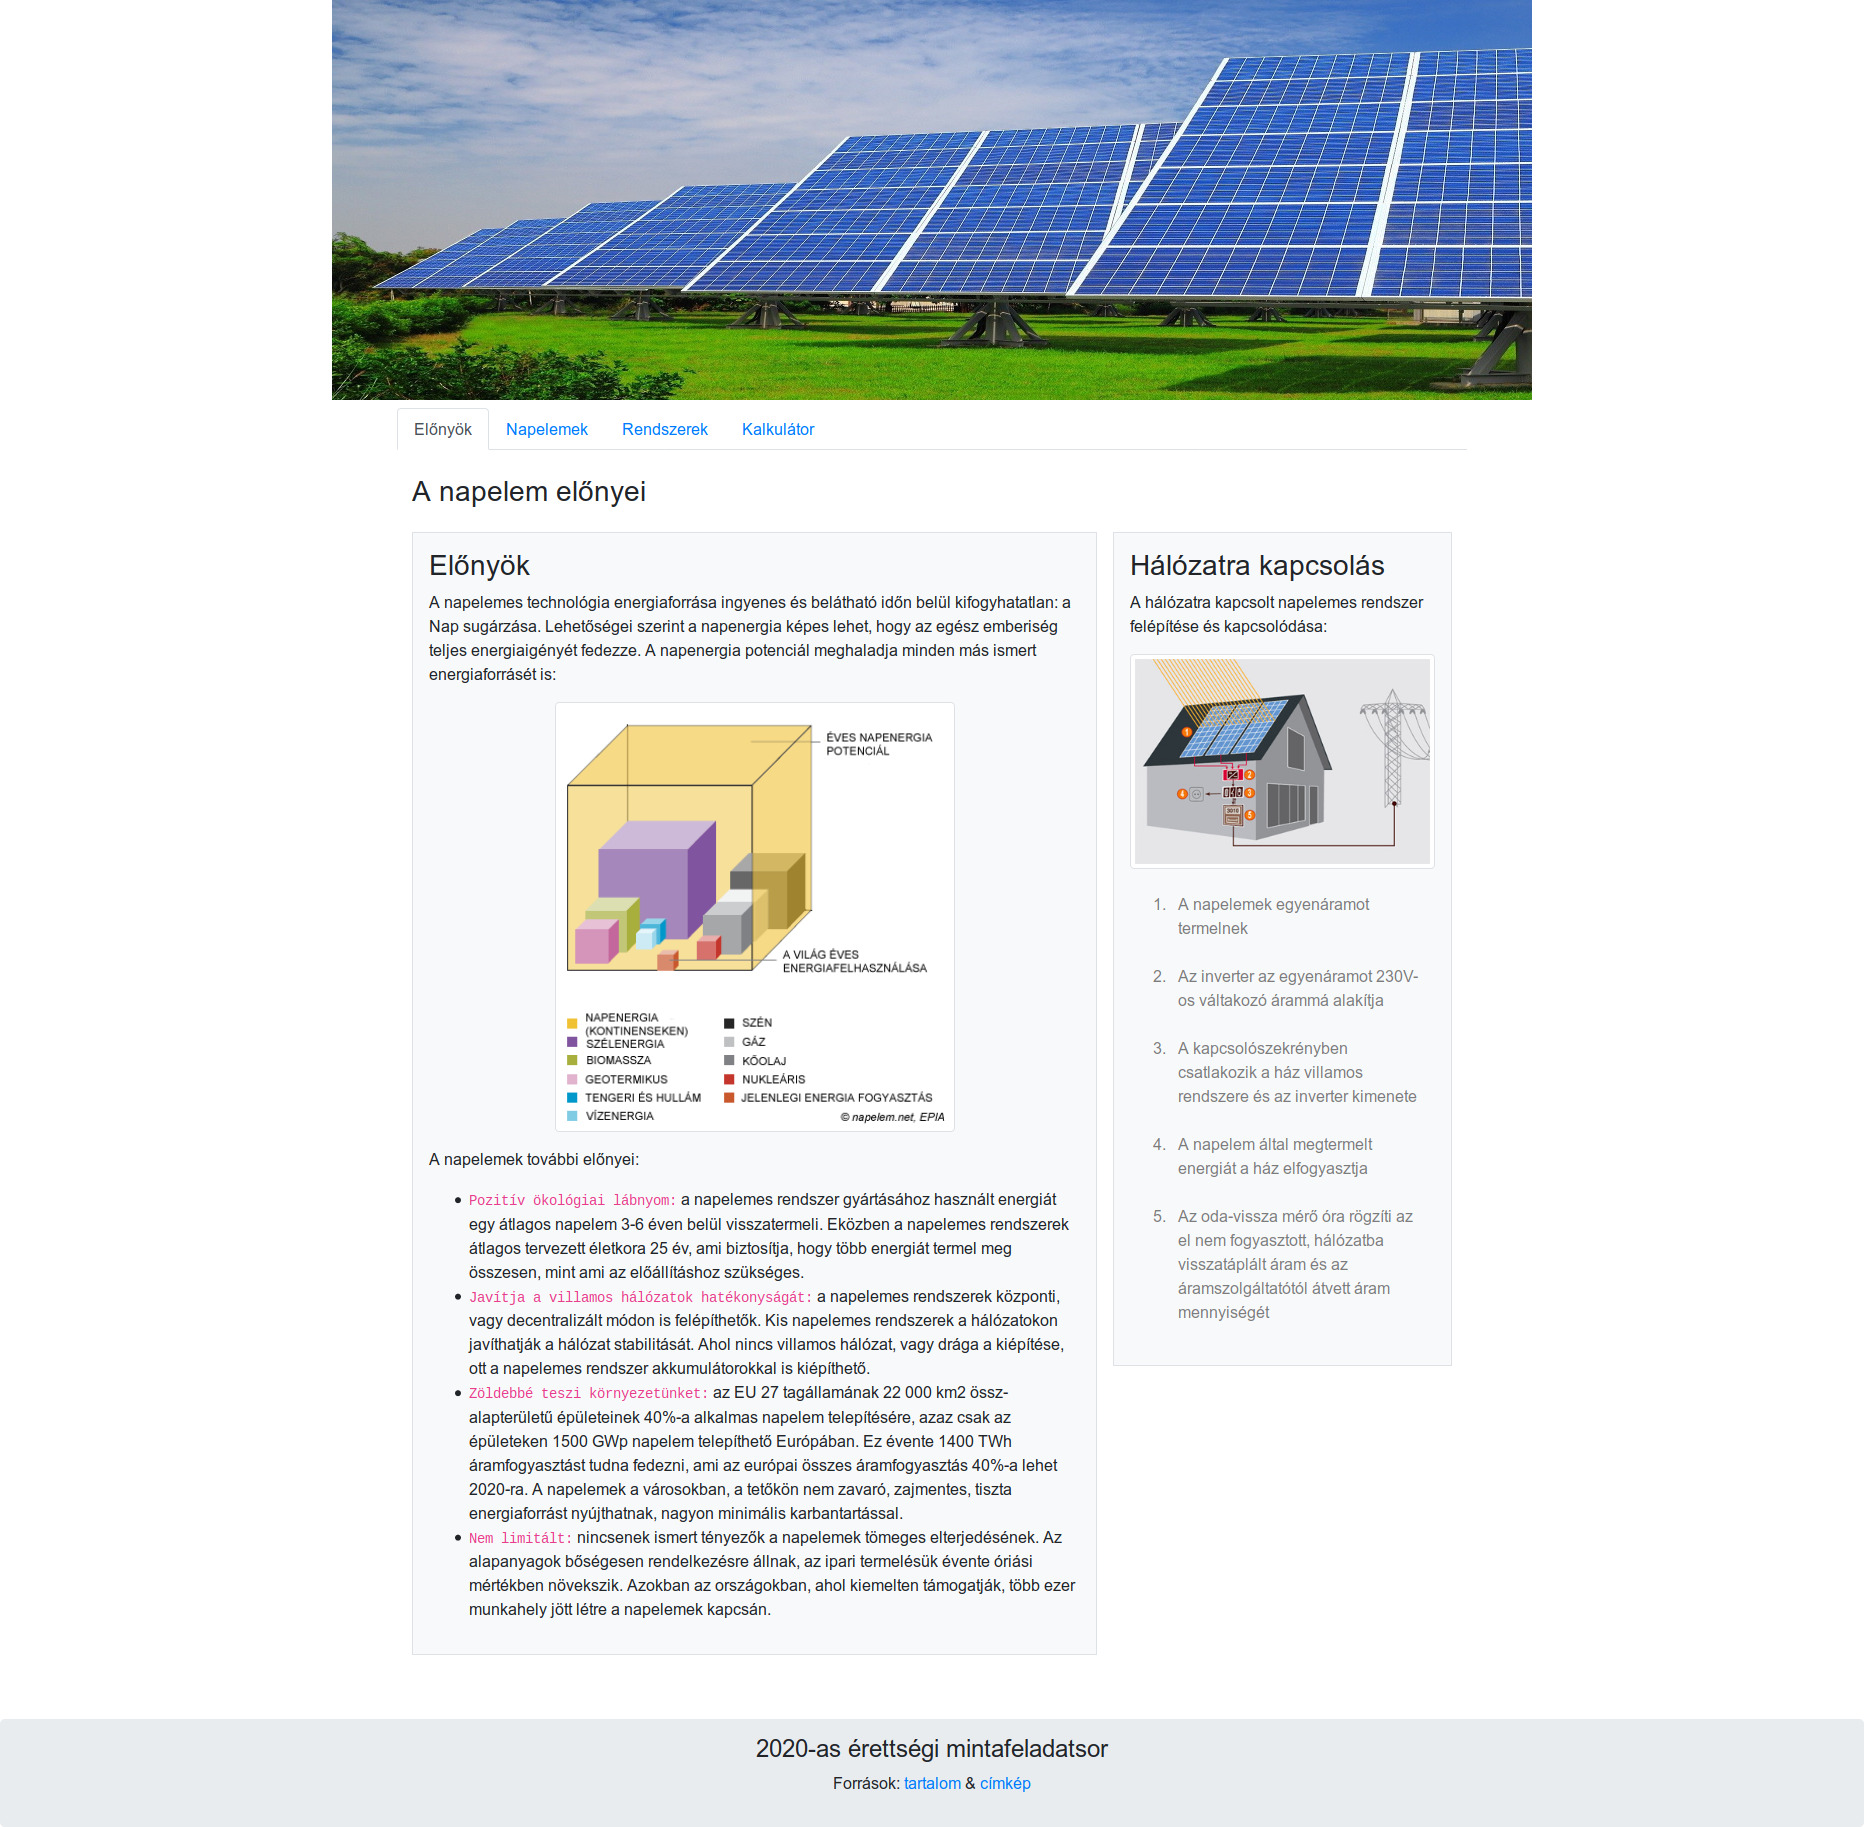 Előnyök
Napelemek
Rendszerek
Kalkulátor
A napelem előnyei
Előnyök
A napelemes technológia energiaforrása ingyenes és belátható időn belül kifogyhatatlan: a
Nap sugárzása. Lehetőségei szerint a napenergia képes lehet, hogy az egész emberiség
teljes energiaigényét fedezze. A napenergia potenciál meghaladja minden más ismert
energiaforrásét is:
ÉVES NAPENERGIA
POTENCIÁL
A VILÁG ÉVES
ENERGIAFELHASZNÁLÁSA
NAPENERGIA
(KONTINENSEKEN)
SZÉLENERGIA
BIOMASSZA
GEOTERMIKUS
TENGERI ÉS HULLÁM
VÍZENERGIA
SZÉN
GÁZ
KŐOLAJ
NUKLEÁRIS
JELENLEGI ENERGIA FOGYASZTÁS
© napelem.net, EPIA
A napelemek további előnyei:
• Pozitív ökológiai lábnyom: a napelemes rendszer gyártásához használt energiát
egy átlagos napelem 3-6 éven belül visszatermeli. Eközben a napelemes rendszerek
átlagos tervezett életkora 25 év, ami biztosítja, hogy több energiát termel meg
összesen, mint ami az előállításhoz szükséges.
• Javítja a villamos hálózatok hatékonyságát: a napelemes rendszerek központi,
vagy decentralizált módon is felépíthetők. Kis napelemes rendszerek a hálózatokon
javíthatják a hálózat stabilitását. Ahol nincs villamos hálózat, vagy drága a kiépítése,
ott a napelemes rendszer akkumulátorokkal is kiépíthető.
• Zöldebbé teszi környezetünket: az EU 27 tagállamának 22 000 km2 össz-
alapterületű épületeinek 40%-a alkalmas napelem telepítésére, azaz csak az
épületeken 1500 GWp napelem telepíthető Európában. Ez évente 1400 TWh
áramfogyasztást tudna fedezni, ami az európai összes áramfogyasztás 40%-a lehet
2020-ra. A napelemek a városokban, a tetőkön nem zavaró, zajmentes, tiszta
energiaforrást nyújthatnak, nagyon minimális karbantartással.
• Nem limitált: nincsenek ismert tényezők a napelemek tömeges elterjedésének. Az
alapanyagok bőségesen rendelkezésre állnak, az ipari termelésük évente óriási
mértékben növekszik. Azokban az országokban, ahol kiemelten támogatják, több ezer
munkahely jött létre a napelemek kapcsán.
Hálózatra kapcsolás
A hálózatra kapcsolt napelemes rendszer
felépítése és kapcsolódása:
1
2
3
4
5
1. A napelemek egyenáramot
termelnek
2. Az inverter az egyenáramot 230V-
os váltakozó árammá alakítja
3. A kapcsolószekrényben
csatlakozik a ház villamos
rendszere és az inverter kimenete
4. A napelem által megtermelt
energiát a ház elfogyasztja
5. Az oda-vissza mérő óra rögzíti az
el nem fogyasztott, hálózatba
visszatáplált áram és az
áramszolgáltatótól átvett áram
mennyiségét
2020-as érettségi mintafeladatsor
Források: tartalom & címkép